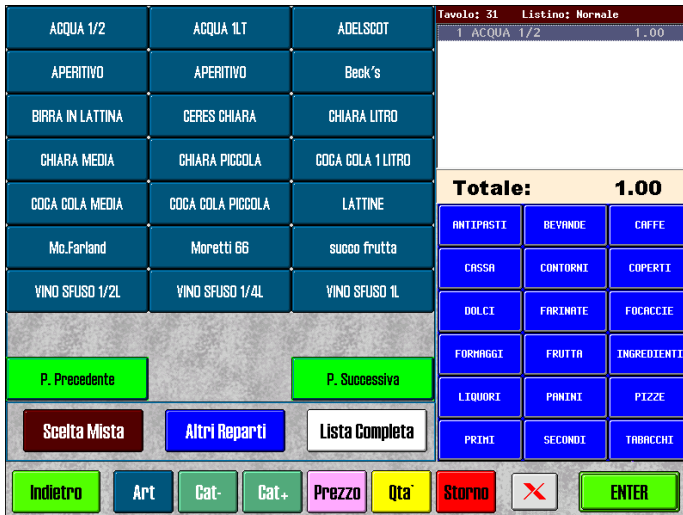 ACQUA 1/2 ACQUA 1LT ADELSCOT
APERITIVO APERITIVO Beck's
BIRRA IN LATTINA CERES CHIARA CHIARA LITRO
CHIARA MEDIA CHIARA PICCOLA COCA COLA 1 LITRO
COCA COLA MEDIA COCA COLA PICCOLA LATTINE
Mc.Farland Moretti 66 succo frutta
VINO SFUSO 1/2L VINO SFUSO 1/4L VINO SFUSO 1L
P. Precedente P. Successiva
Scelta Mista Altri Reparti Lista Completa
Tavolo: 31 Listino: Normale
1 ACQUA 1/2 1.00
Totale: 1.00
ANTIPASTI BEVANDE CAFFE
CASSA CONTORNI COPERTI
DOLCI FARINATE FOCACCIE
FORMAGGI FRUTTA INGREDIENTI
LIQUORI PANINI PIZZE
PRIMI SECONDI TABACCHI
Indietro Art Cat- Cat+ Prezzo Qta` Storno X ENTER